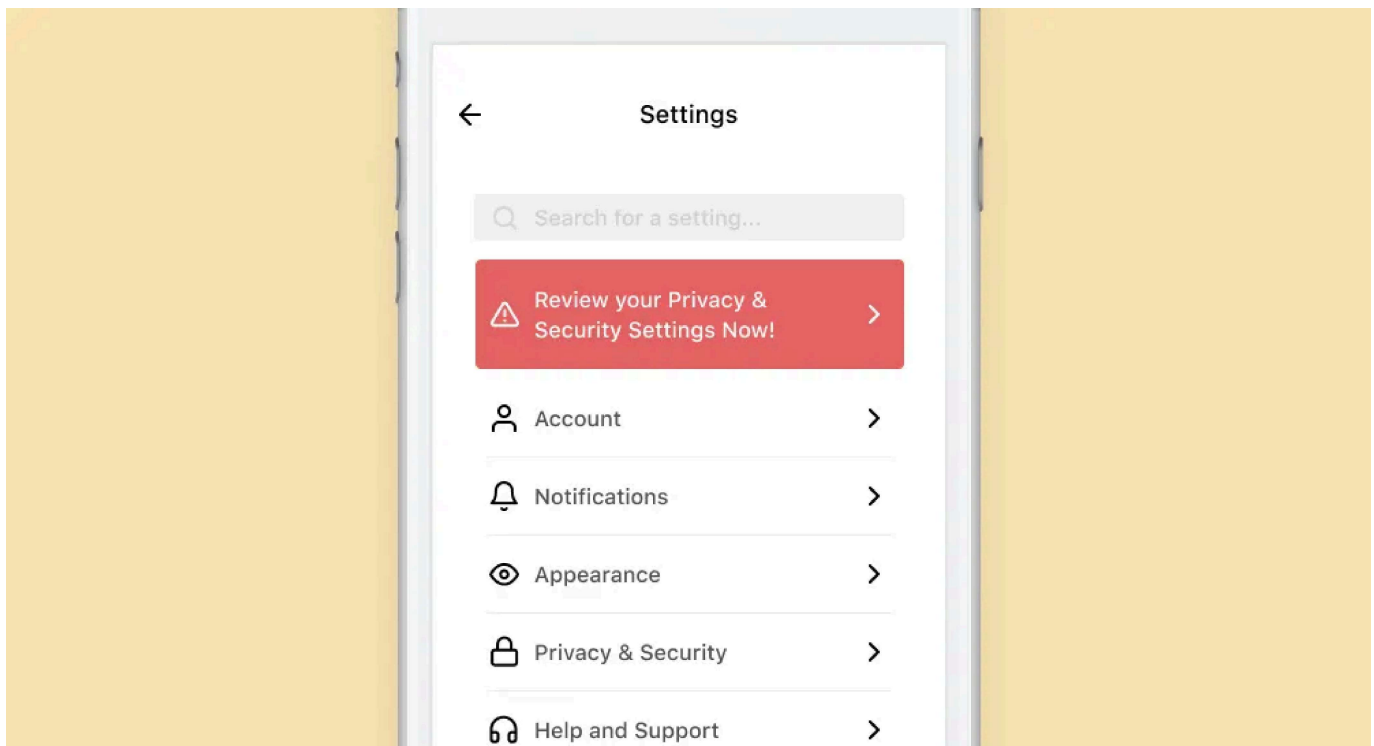 Settings
Search for a setting...
Review your Privacy &
Security Settings Now!
Account
Notifications
Appearance
Privacy & Security
Help and Support